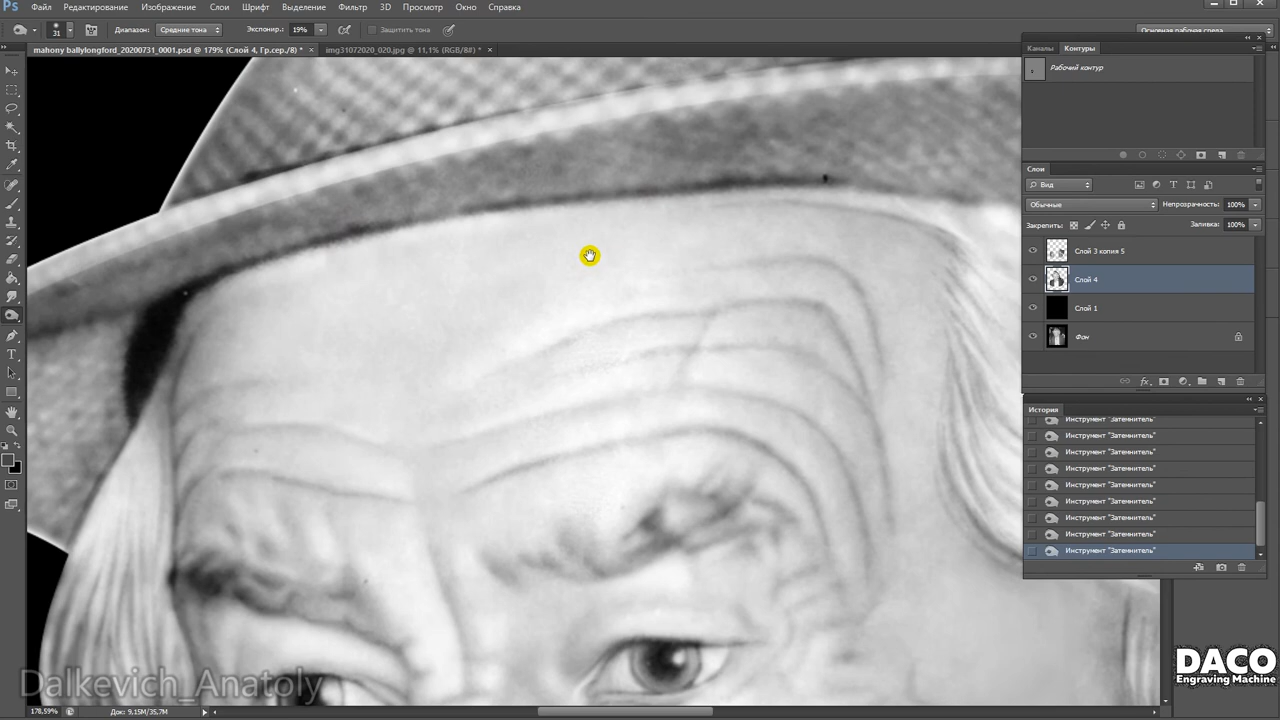 Ps Файл Редактирование Изображение Слои Шрифт Выделение Фильтр 3D Просмотр Окно Справка
31 Диапазон: Средние тона Экспонир.: 19% Защитить тона Основная рабочая среда
mahony ballylongford_20200731_0001.psd @ 179% (Слой 4, Гр.сер./8) * × img31072020_020.jpg @ 11,1% (RGB/8#) * ×
Каналы Контуры
Рабочий контур
Слои
Вид
Обычные Непрозрачность: 100%
Закрепить: Заливка: 100%
Слой 3 копия 5
Слой 4
Слой 1
Фон
История
Инструмент "Затемнитель"
Инструмент "Затемнитель"
Инструмент "Затемнитель"
Инструмент "Затемнитель"
Инструмент "Затемнитель"
Инструмент "Затемнитель"
Инструмент "Затемнитель"
Инструмент "Затемнитель"
Инструмент "Затемнитель"
Dalkevich_Anatoly
DACO
Engraving Machine
178,59% Док: 9,15M/35,7M